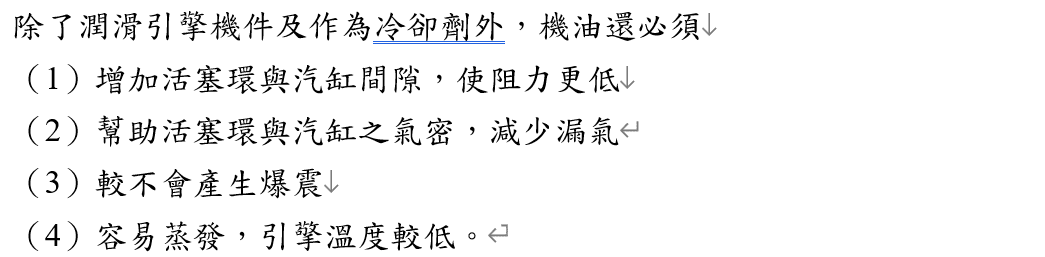 除了潤滑引擎機件及作為冷卻劑外，機油還必須↓
（1）增加活塞環與汽缸間隙，使阻力更低↓
（2）幫助活塞環與汽缸之氣密，減少漏氣↵
（3）較不會產生爆震↓
（4）容易蒸發，引擎溫度較低。↵